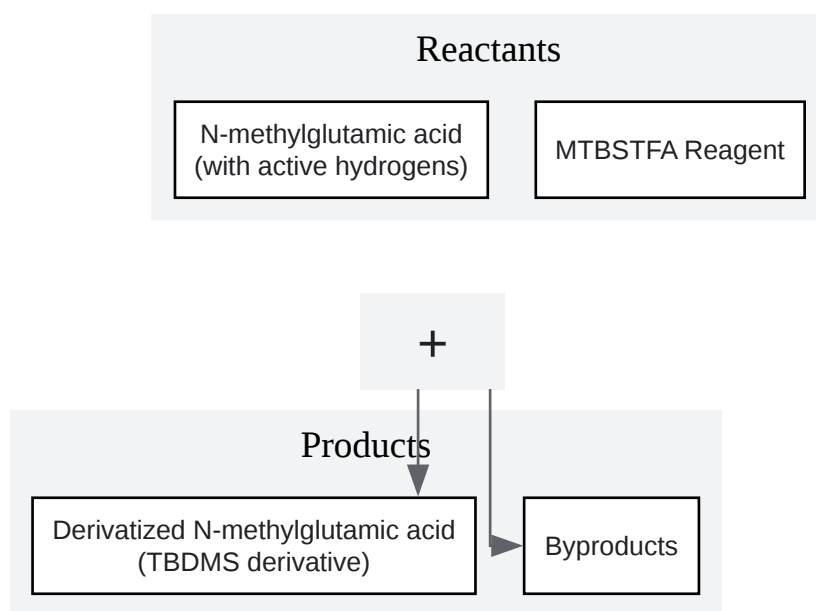 Reactants
N-methylglutamic acid
(with active hydrogens)
MTBSTFA Reagent
+
Products
Derivatized N-methylglutamic acid
(TBDMS derivative)
Byproducts